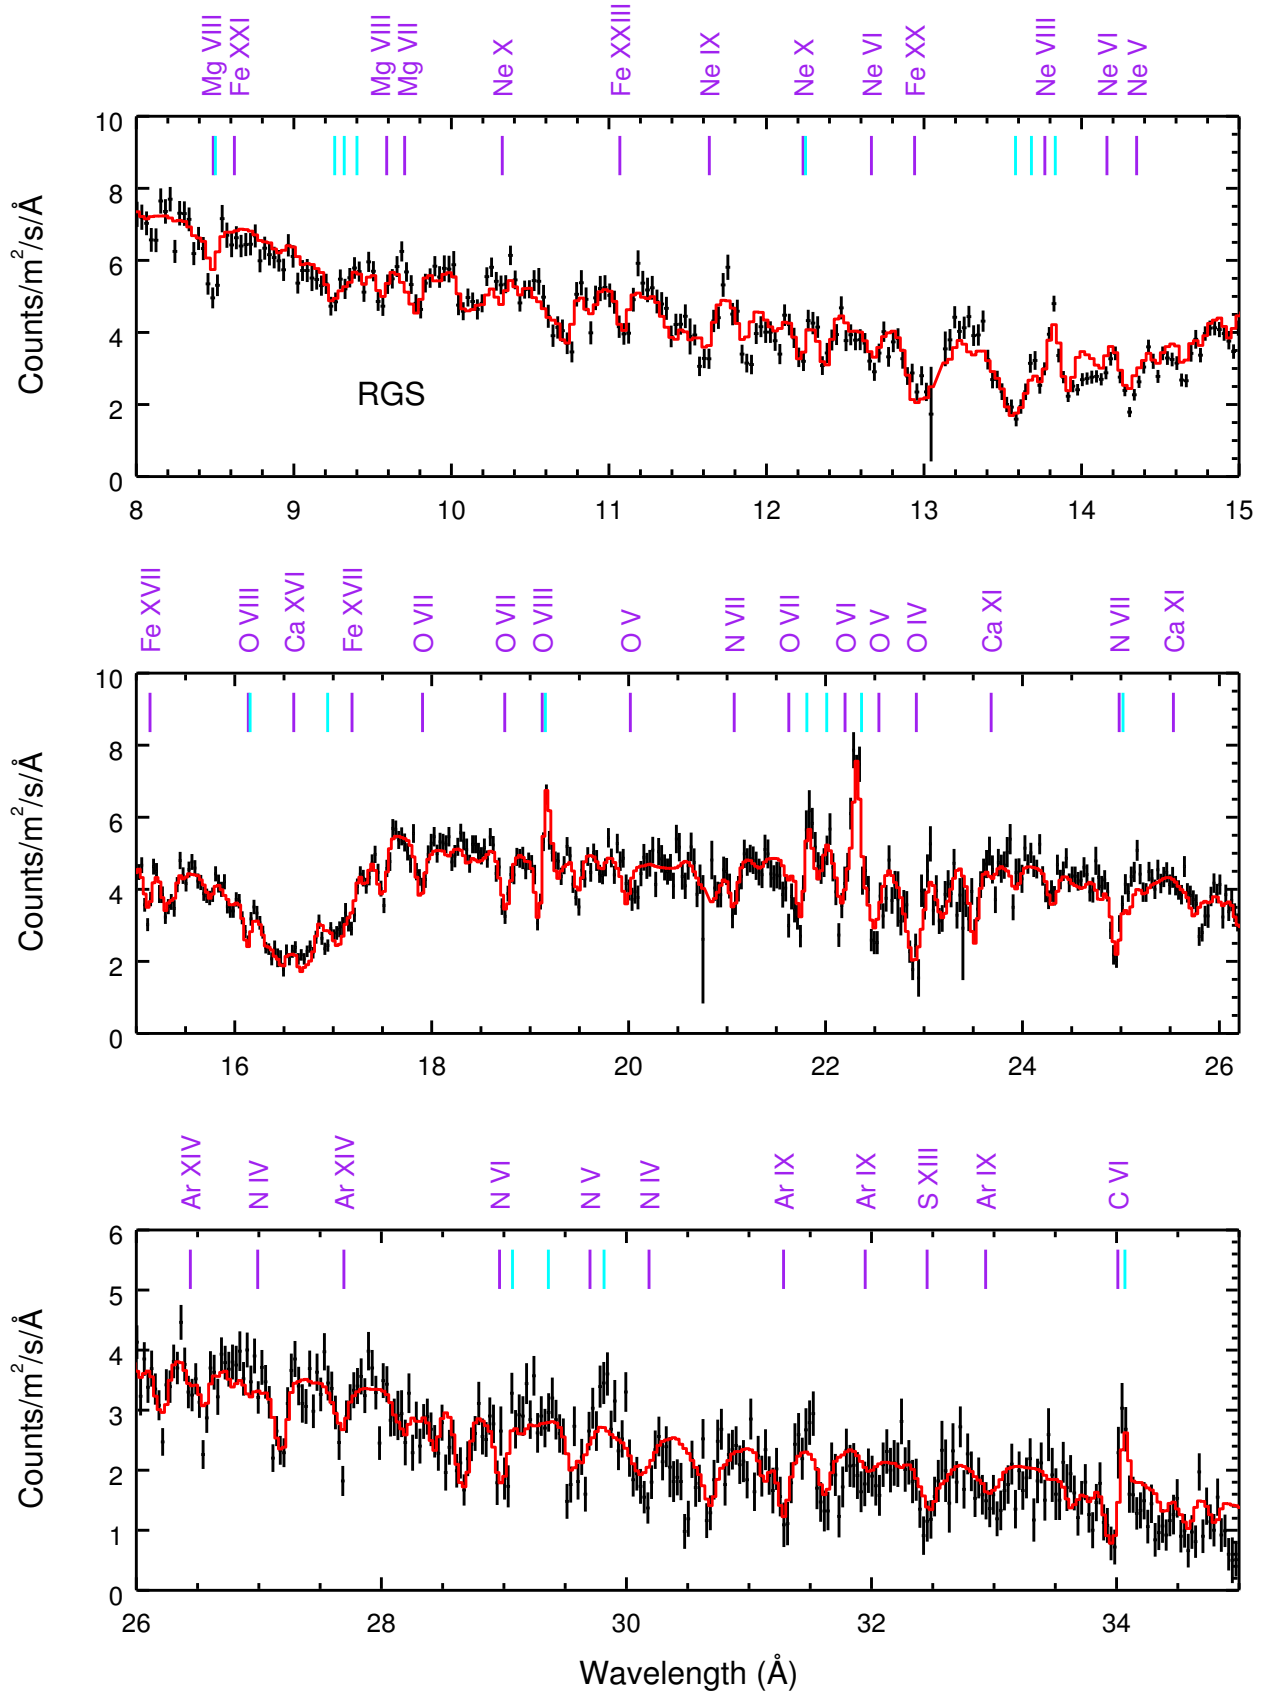 Mg VIII Fe XXI Mg VIII Mg VII Ne X Fe XXIII Ne IX Ne X Ne VI Fe XX Ne VIII Ne VI Ne V
10
8
6
4
2
0
Counts/m²/s/Å
RGS
8 9 10 11 12 13 14 15
Fe XVII O VIII Ca XVI Fe XVII O VII O VII O VIII O V N VII O VII O VI O V O IV Ca XI N VII Ca XI
10
8
6
4
2
0
Counts/m²/s/Å
16 18 20 22 24 26
Ar XIV N IV Ar XIV N VI N V N IV Ar IX Ar IX S XIII Ar IX C VI
6
5
4
3
2
1
0
Counts/m²/s/Å
26 28 30 32 34
Wavelength (Å)